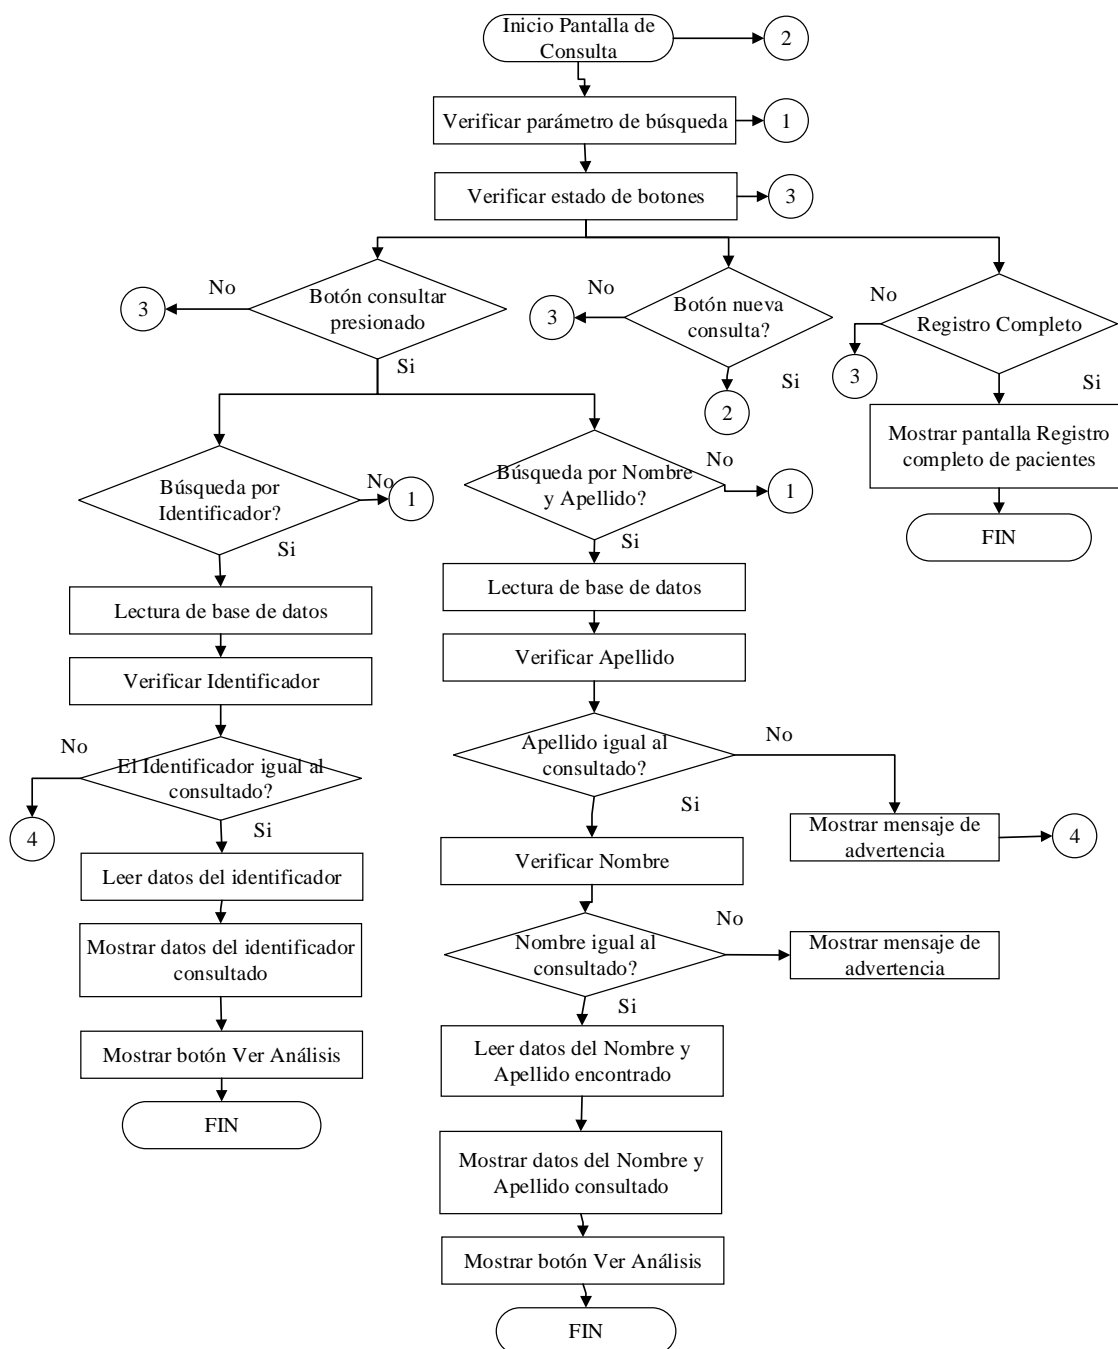 Inicio Pantalla de
Consulta
2
Verificar parámetro de búsqueda
1
Verificar estado de botones
3
No
Botón consultar
presionado
3
Si
No
Botón nueva
consulta?
3
Si
2
No
Registro Completo
3
Si
Mostrar pantalla Registro
completo de pacientes
FIN
Búsqueda por
Identificador?
No
1
Si
Búsqueda por Nombre
y Apellido?
No
1
Si
Lectura de base de datos
Verificar Identificador
No
El Identificador igual al
consultado?
4
Si
Leer datos del identificador
Mostrar datos del identificador
consultado
Mostrar botón Ver Análisis
FIN
Lectura de base de datos
Verificar Apellido
Apellido igual al
consultado?
No
Si
Mostrar mensaje de
advertencia
4
Verificar Nombre
Nombre igual al
consultado?
No
Mostrar mensaje de
advertencia
Si
Leer datos del Nombre y
Apellido encontrado
Mostrar datos del Nombre y
Apellido consultado
Mostrar botón Ver Análisis
FIN